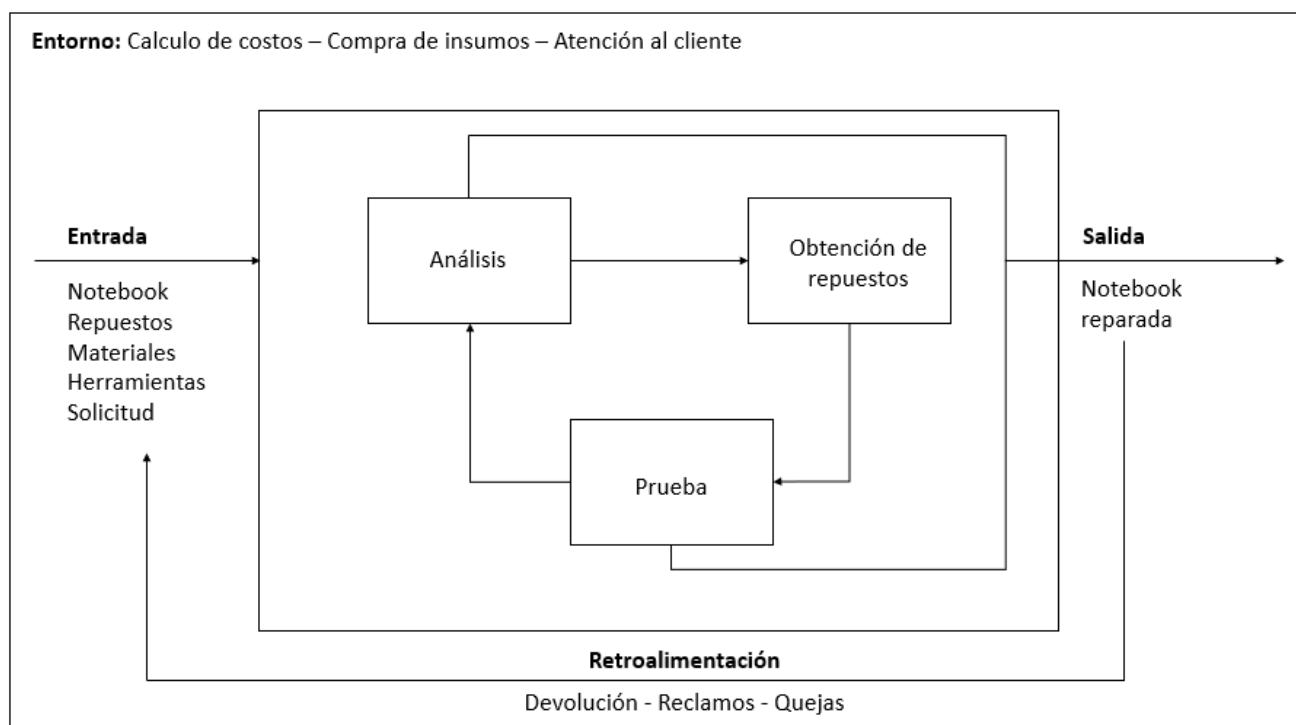 Entorno: Calculo de costos – Compra de insumos – Atención al cliente
Entrada
Notebook
Repuestos
Materiales
Herramientas
Solicitud
Análisis
Obtención de
repuestos
Prueba
Salida
Notebook
reparada
Retroalimentación
Devolución - Reclamos - Quejas